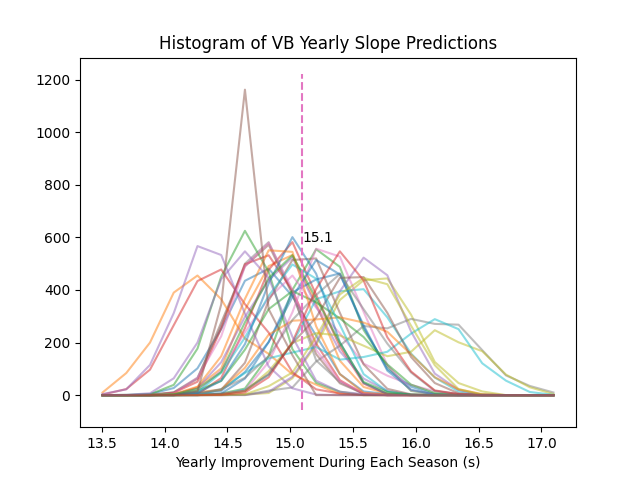 Histogram of VB Yearly Slope Predictions
1200
1000
800
600
400
200
0
15.1
13.5 14.0 14.5 15.0 15.5 16.0 16.5 17.0
Yearly Improvement During Each Season (s)